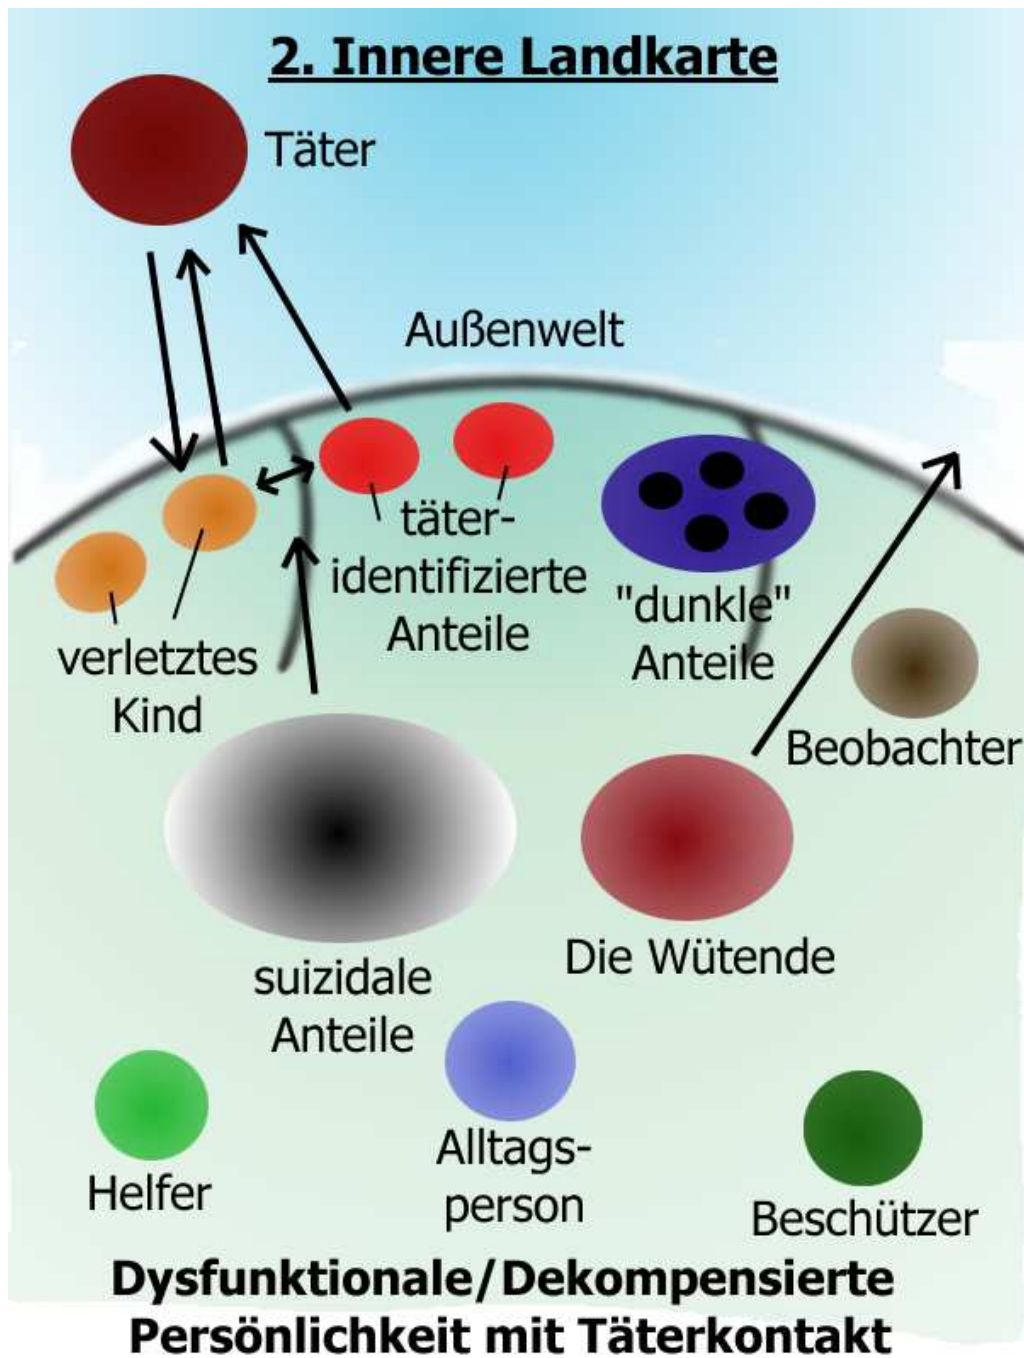 2. Innere Landkarte
Täter
Außenwelt
täter-
identifizierte
Anteile
"dunkle"
Anteile
verletztes
Kind
Beobachter
suizidale
Anteile
Die Wütende
Helfer
Alltags-
person
Beschützer
Dysfunktionale/Dekompensierte
Persönlichkeit mit Täterkontakt